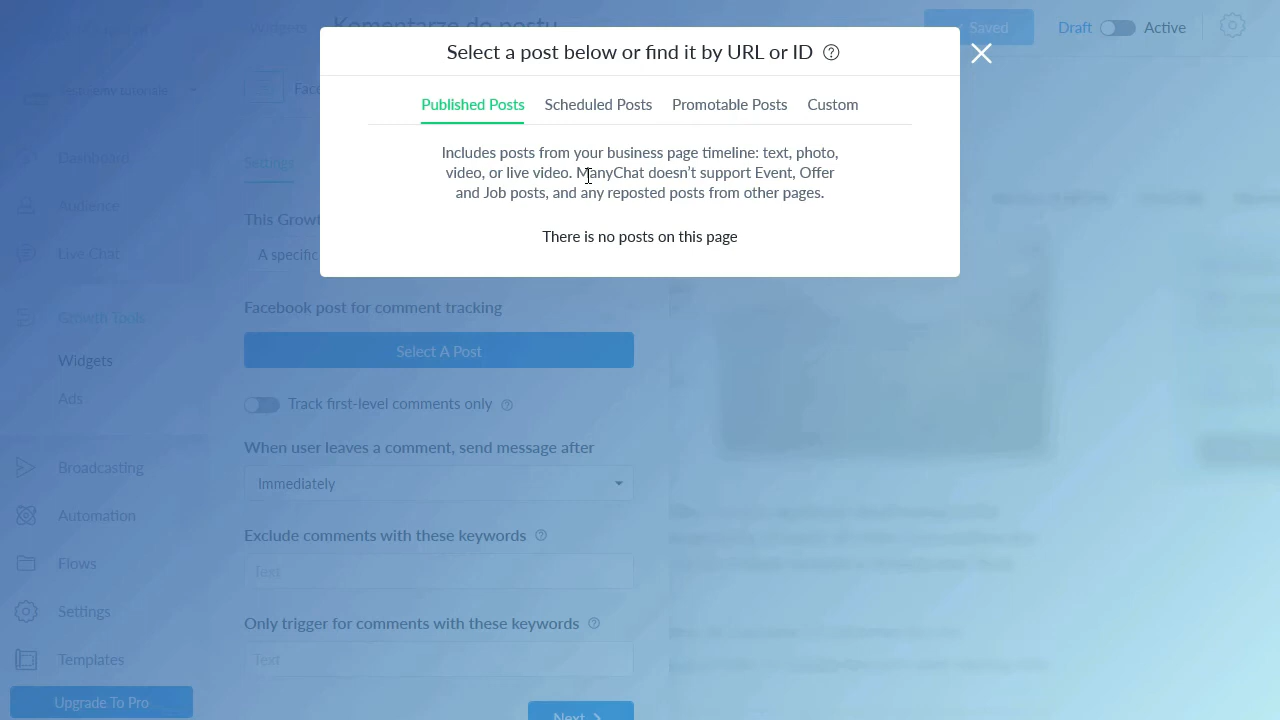 Komentarze do postu
Saved
Draft
Active
Dashboard
Audience
Live Chat
Growth Tools
Widgets
Ads
Broadcasting
Automation
Flows
Settings
Templates
Upgrade To Pro
Settings
This Growt
A specific
Facebook post for comment tracking
Select A Post
Track first-level comments only
When user leaves a comment, send message after
Immediately
Exclude comments with these keywords
Text
Only trigger for comments with these keywords
Text
Next
Select a post below or find it by URL or ID
Published Posts
Scheduled Posts
Promotable Posts
Custom
Includes posts from your business page timeline: text, photo,
video, or live video. ManyChat doesn’t support Event, Offer
and Job posts, and any reposted posts from other pages.
There is no posts on this page